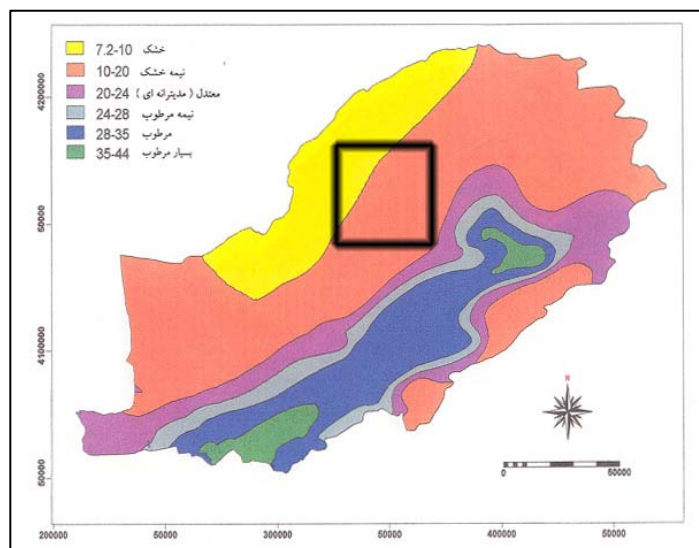 7.2-10 خشک
10-20 نیمه خشک
20-24 معتدل ( مدیترانه ای )
24-28 نیمه مرطوب
28-35 مرطوب
35-44 بسیار مرطوب
4200000
50000
4100000
50000
200000 50000 300000 50000 400000 50000
N
0 50000